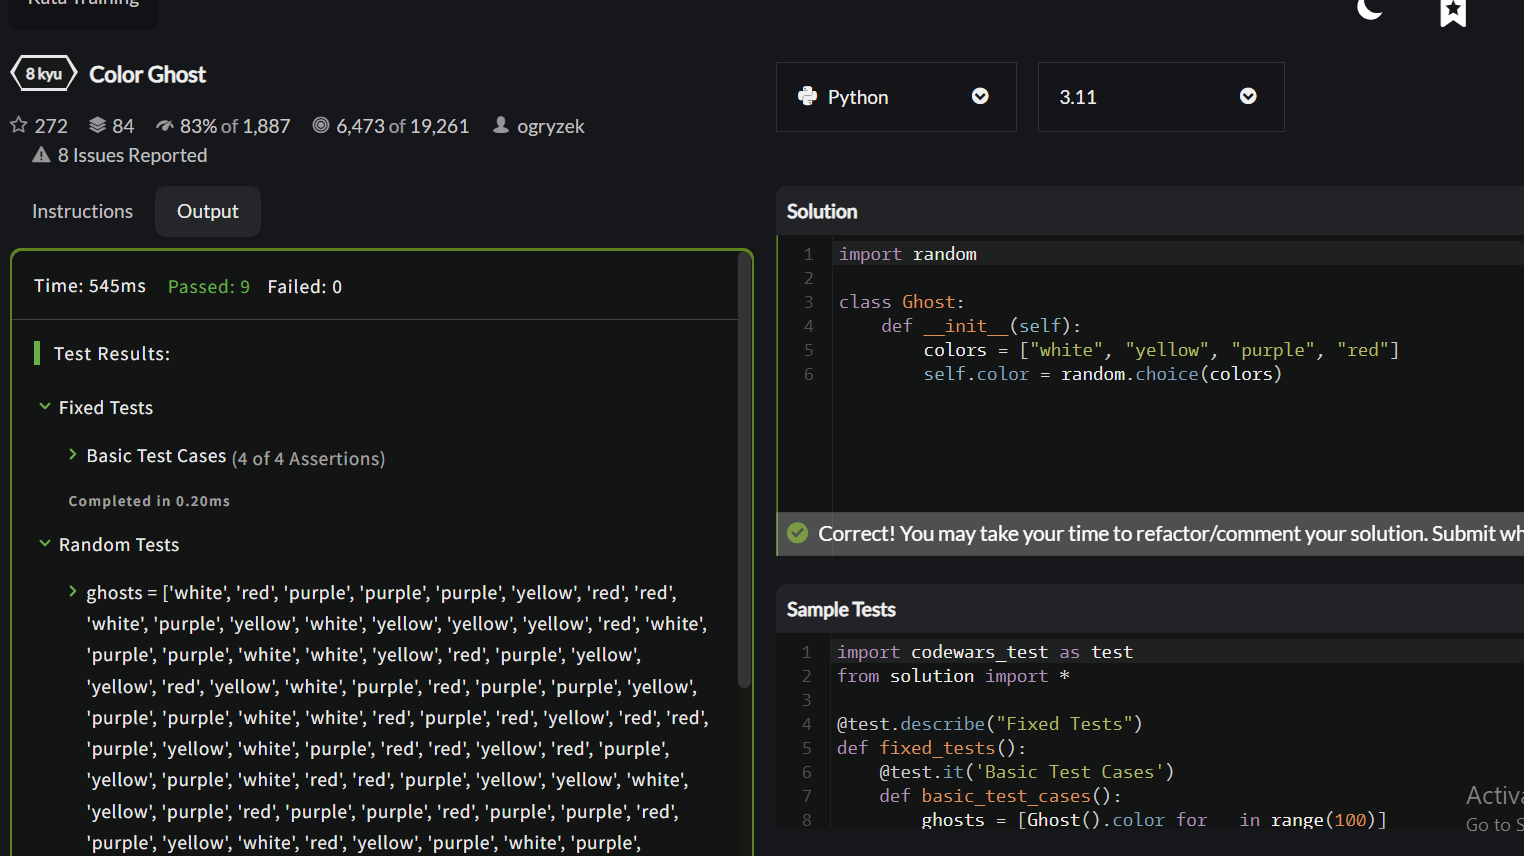 Kata Training
8 kyu Color Ghost
272 84 83% of 1,887 6,473 of 19,261 ogryzek
8 Issues Reported
Instructions Output
Time: 545ms Passed: 9 Failed: 0
Test Results:
Fixed Tests
Basic Test Cases (4 of 4 Assertions)
Completed in 0.20ms
Random Tests
ghosts = ['white', 'red', 'purple', 'purple', 'purple', 'yellow', 'red', 'red',
'white', 'purple', 'yellow', 'white', 'yellow', 'yellow', 'yellow', 'red', 'white',
'purple', 'purple', 'white', 'white', 'yellow', 'red', 'purple', 'yellow',
'yellow', 'red', 'yellow', 'white', 'purple', 'red', 'purple', 'purple', 'yellow',
'purple', 'purple', 'white', 'white', 'red', 'purple', 'red', 'yellow', 'red', 'red',
'purple', 'yellow', 'white', 'purple', 'red', 'red', 'yellow', 'red', 'purple',
'yellow', 'purple', 'white', 'red', 'red', 'purple', 'yellow', 'yellow', 'white',
'yellow', 'purple', 'red', 'purple', 'purple', 'red', 'purple', 'purple', 'red',
'purple', 'yellow', 'white', 'red', 'yellow', 'purple', 'white', 'purple',
Python 3.11
Solution
1 import random
2
3 class Ghost:
4 def __init__(self):
5 colors = ["white", "yellow", "purple", "red"]
6 self.color = random.choice(colors)
Correct! You may take your time to refactor/comment your solution. Submit wh
Sample Tests
1 import codewars_test as test
2 from solution import *
3
4 @test.describe("Fixed Tests")
5 def fixed_tests():
6 @test.it('Basic Test Cases')
7 def basic_test_cases():
8 ghosts = [Ghost().color for in range(100)]
Activa
Go to S